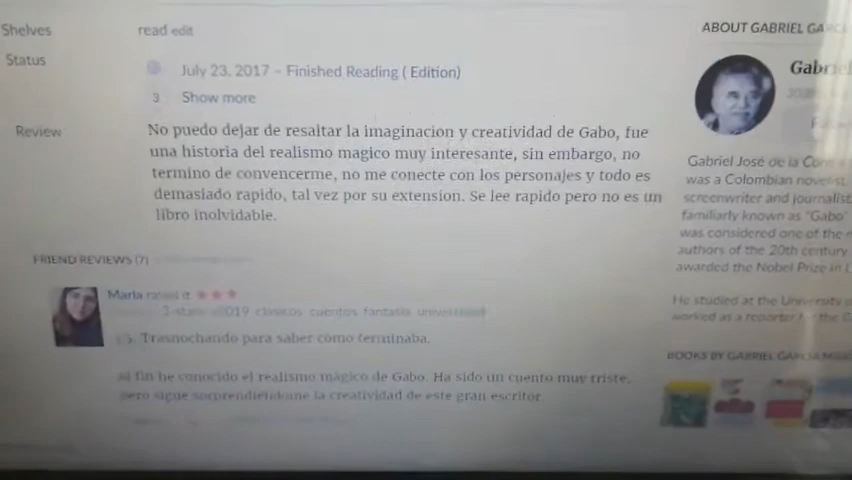 Shelves
read edit
Status
July 23, 2017 – Finished Reading ( Edition)
3 Show more
Review
No puedo dejar de resaltar la imaginacion y creatividad de Gabo, fue
una historia del realismo magico muy interesante, sin embargo, no
termino de convencerme, no me conecte con los personajes y todo es
demasiado rapido, tal vez por su extension. Se lee rapido pero no es un
libro inolvidable.
FRIEND REVIEWS (7)
Maria rated it
clasicos cuentos fantasia
Trasnochando para saber como terminaba.
fin he conocido el realismo mágico de Gabo. Ha sido un cuento muy triste,
pero sigue sorprendiéndome la creatividad de este gran escritor.
ABOUT GABRIEL
Gabriel José de la
was a Colombian novelist,
screenwriter and journalist
familiarly known as "Gabo"
was considered one of the
authors of the 20th century
awarded the Nobel Prize in
He studied at the University
worked as a reporter
BOOKS BY GABRIEL GARCIA